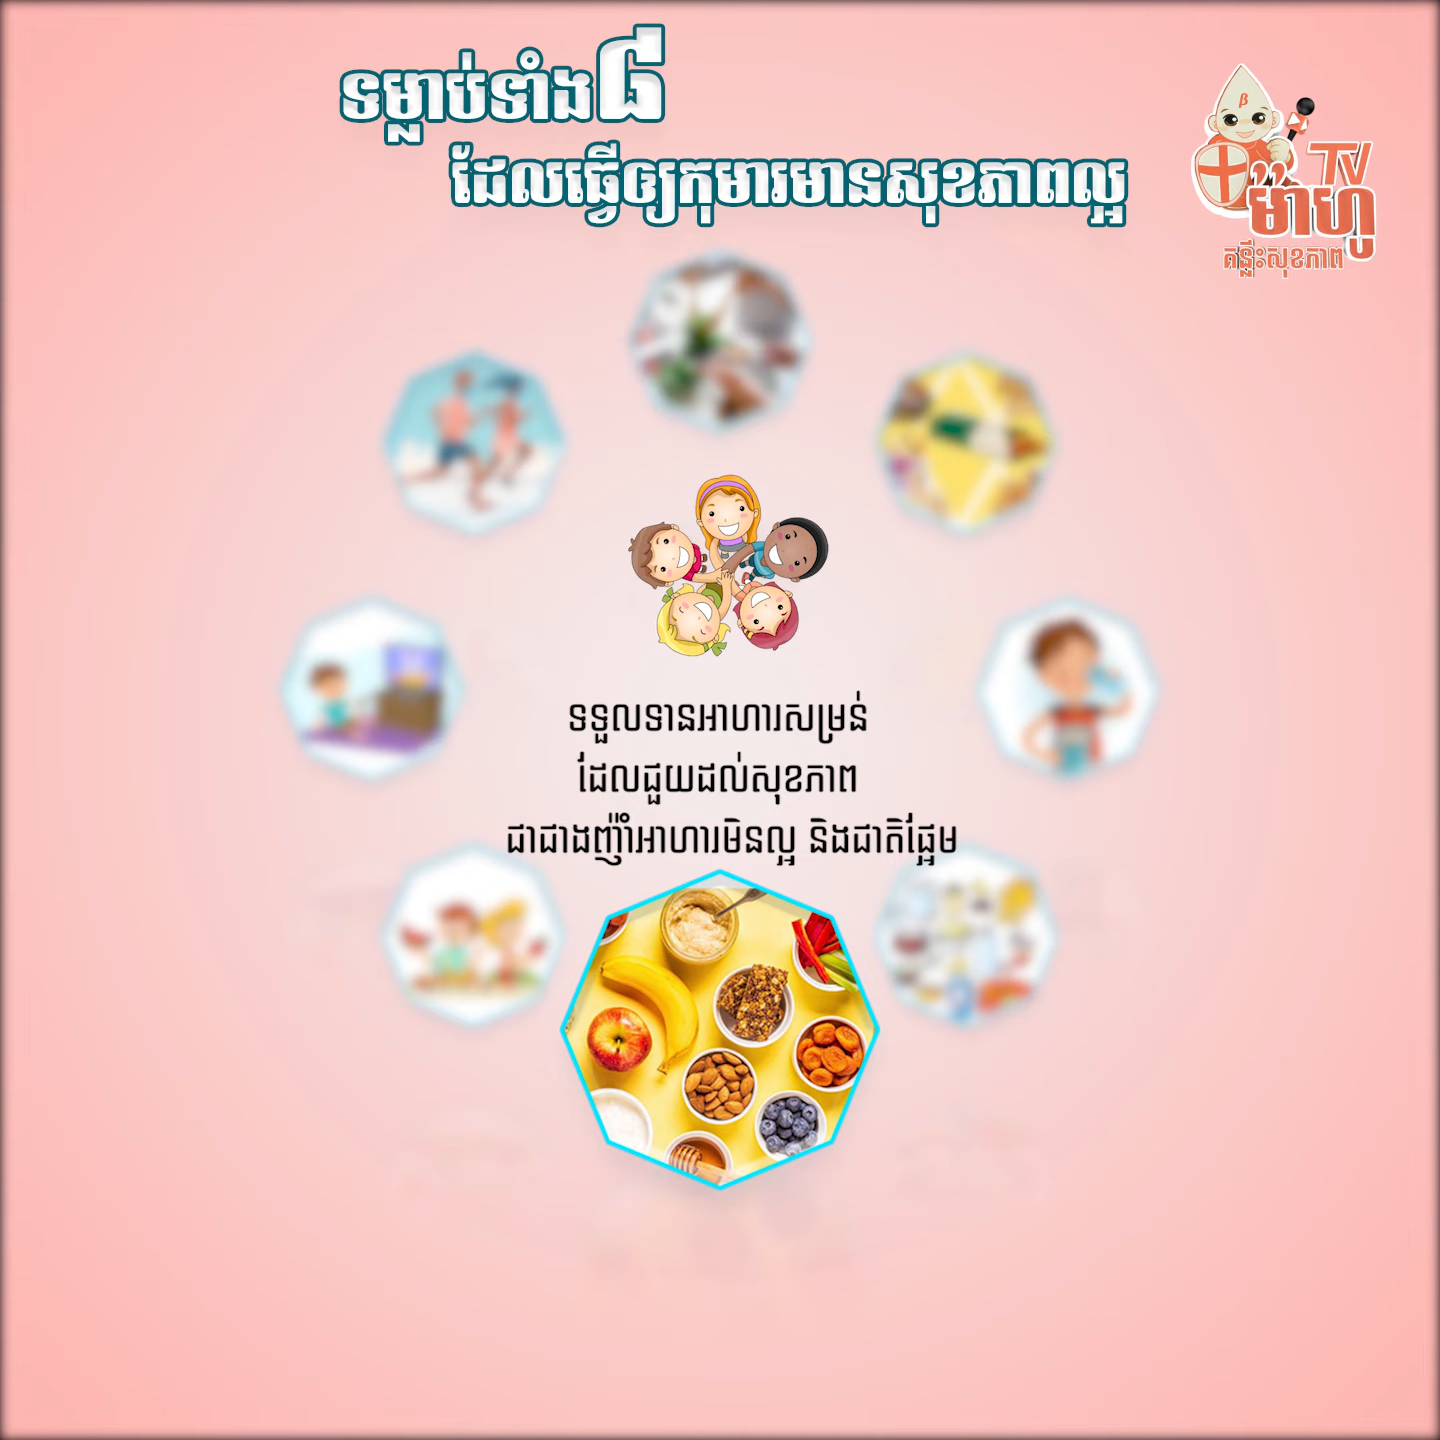 ទម្លាប់ទាំង៨
ដែលធ្វើឲ្យកុមារមានសុខភាពល្អ
β
TV
ម៉ាហូ
គន្លឹះសុខភាព
ទទួលទានអាហារសម្រន់
ដែលជួយដល់សុខភាព
ជាជាងញ៉ាំអាហារមិនល្អ និងជាតិផ្អែម